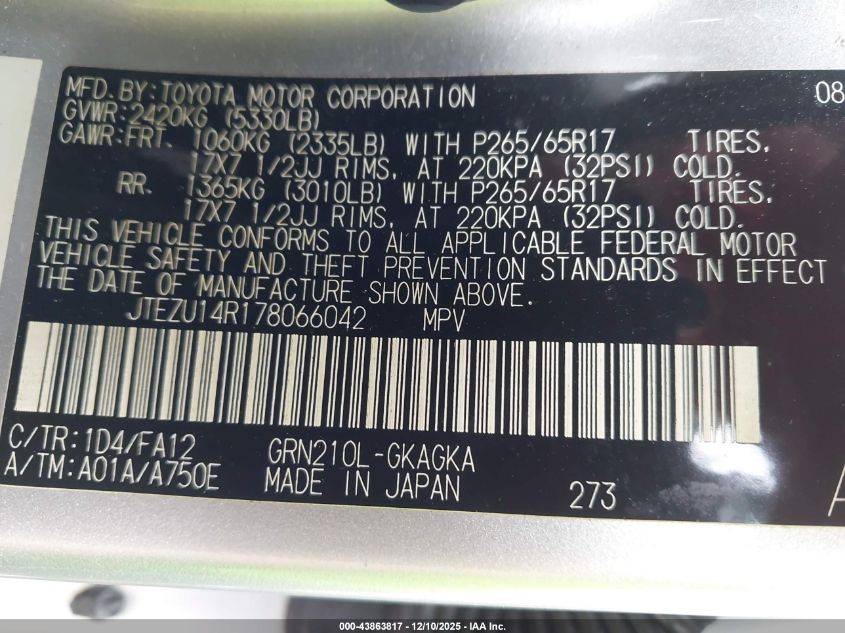 MFD. BY: TOYOTA MOTOR CORPORATION 08
GVWR: 2420KG (5330LB)
GAWR: FRT. 1060KG (2335LB) WITH P265/65R17 TIRES,
17X7 1/2JJ RIMS, AT 220KPA (32PSI) COLD.
RR. 1365KG (3010LB) WITH P265/65R17 TIRES,
17X7 1/2JJ RIMS, AT 220KPA (32PSI) COLD.
THIS VEHICLE CONFORMS TO ALL APPLICABLE FEDERAL MOTOR
VEHICLE SAFETY AND THEFT PREVENTION STANDARDS IN EFFECT
THE DATE OF MANUFACTURE SHOWN ABOVE.
JTEZU14R178066042 MPV
C/TR: 1D4/FA12 GRN210L-GKAGKA
A/TM: A01A/A750E MADE IN JAPAN 273
000-43863817 - 12/10/2025 - IAA Inc.